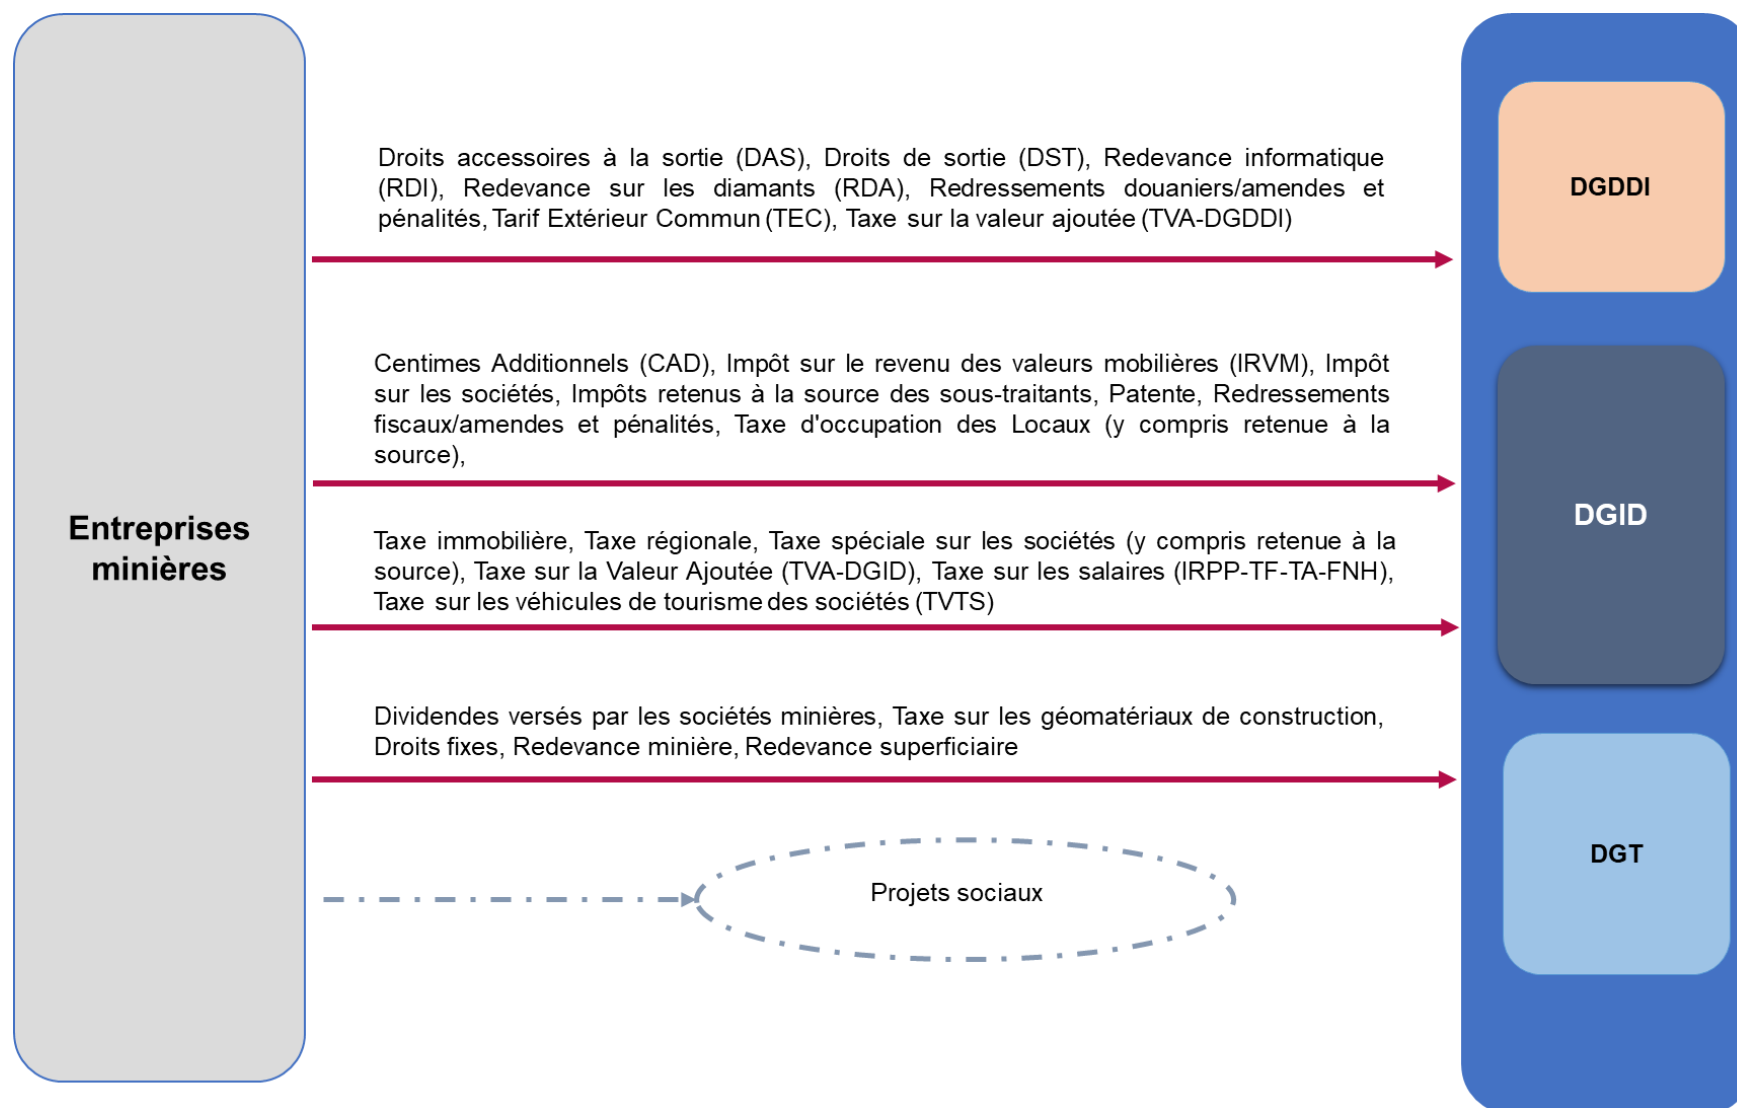 Droits accessoires à la sortie (DAS), Droits de sortie (DST), Redevance informatique
(RDI), Redevance sur les diamants (RDA), Redressements douaniers/amendes et
pénalités, Tarif Extérieur Commun (TEC), Taxe sur la valeur ajoutée (TVA-DGDDI)
DGDDI
Centimes Additionnels (CAD), Impôt sur le revenu des valeurs mobilières (IRVM), Impôt
sur les sociétés, Impôts retenus à la source des sous-traitants, Patente, Redressements
fiscaux/amendes et pénalités, Taxe d'occupation des Locaux (y compris retenue à la
source),
Entreprises
minières
DGID
Taxe immobilière, Taxe régionale, Taxe spéciale sur les sociétés (y compris retenue à la
source), Taxe sur la Valeur Ajoutée (TVA-DGID), Taxe sur les salaires (IRPP-TF-TA-FNH),
Taxe sur les véhicules de tourisme des sociétés (TVTS)
Dividendes versés par les sociétés minières, Taxe sur les géomatériaux de construction,
Droits fixes, Redevance minière, Redevance superficiaire
DGT
Projets sociaux